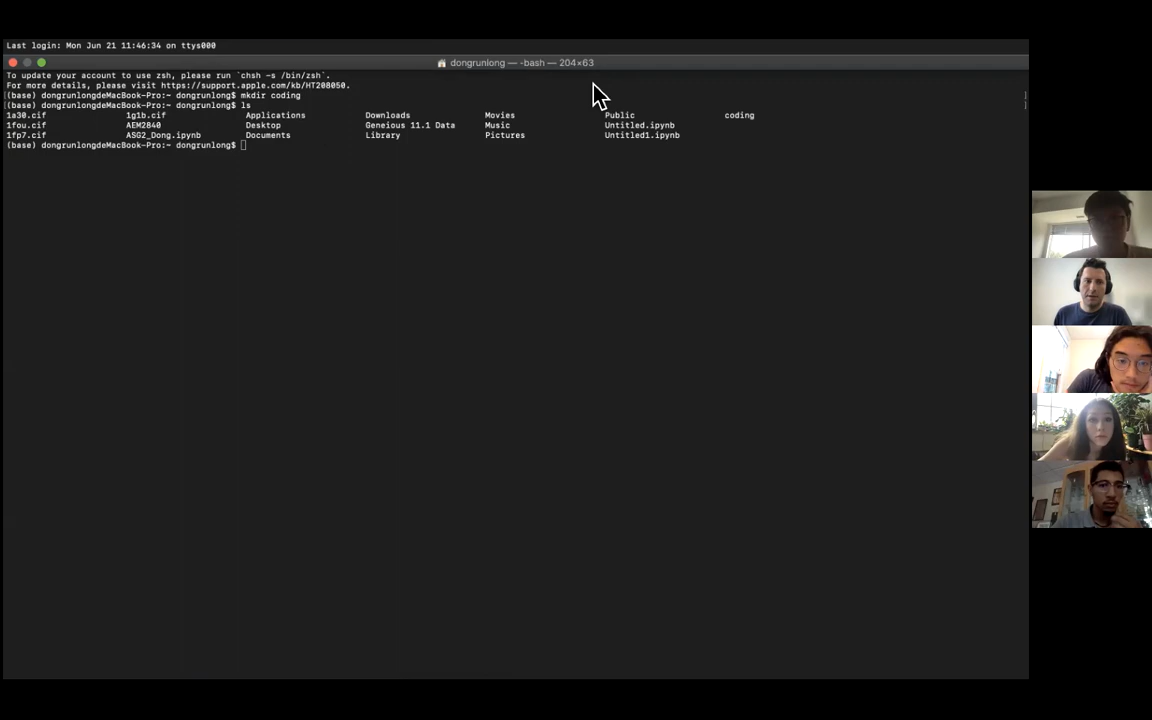 Last login: Mon Jun 21 11:46:34 on ttys000
dongrunlong — -bash — 204×63
To update your account to use zsh, please run `chsh -s /bin/zsh`.
For more details, please visit https://support.apple.com/kb/HT208050.
(base) dongrunlongdeMacBook-Pro:~ dongrunlong$ mkdir coding
(base) dongrunlongdeMacBook-Pro:~ dongrunlong$ ls
1a30.cif 1g1b.cif Applications Downloads Movies Public coding
1fou.cif AEM2840 Desktop Geneious 11.1 Data Music Untitled.ipynb
1fp7.cif ASG2_Dong.ipynb Documents Library Pictures Untitled1.ipynb
(base) dongrunlongdeMacBook-Pro:~ dongrunlong$